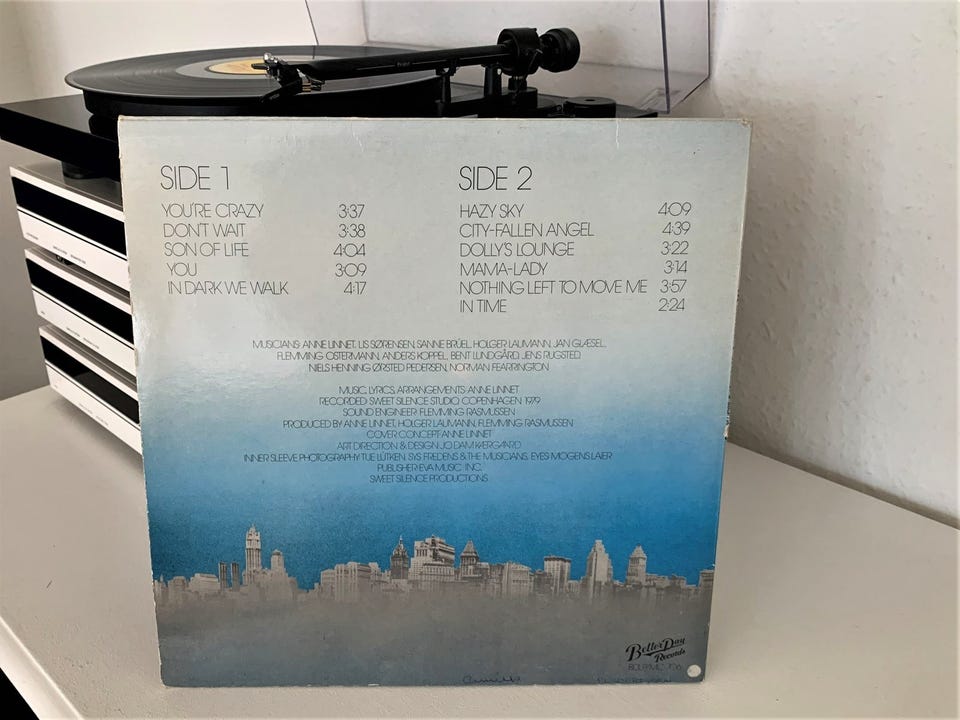 SIDE 1
YOU'RE CRAZY 3:37
DON'T WAIT 3:38
SON OF LIFE 4:04
YOU 3:09
IN DARK WE WALK 4:17
SIDE 2
HAZY SKY 4:09
CITY-FALLEN ANGEL 4:39
DOLLY'S LOUNGE 3:22
MAMA-LADY 3:14
NOTHING LEFT TO MOVE ME 3:57
IN TIME 2:24
MUSICIANS: ANNE LINNET, LIS SØRENSEN, SANNE BRÜEL, HOLGER LAUMANN, JAN GLÆSEL,
FLEMMING OSTERMANN, ANDERS KOPPEL, BENT LUNDGÅRD, JENS RUGSTED
NIELS HENNING ØRSTED PEDERSEN, NORMAN FEARRINGTON
MUSIC, LYRICS, ARRANGEMENTS: ANNE LINNET
RECORDED: SWEET SILENCE STUDIO COPENHAGEN 1979
SOUND ENGINEER: FLEMMING RASMUSSEN
PRODUCED BY ANNE LINNET, HOLGER LAUMANN, FLEMMING RASMUSSEN
COVER CONCEPT: ANNE LINNET
ART DIRECTION & DESIGN: JO DAM KÆRGAARD
INNER SLEEVE PHOTOGRAPHY: TUE LÜTKEN, SYS FREDENS & THE MUSICIANS, EYES: MOGENS LAIER
PUBLISHER: EVA MUSIC INC.
SWEET SILENCE PRODUCTIONS
Better Day
Records